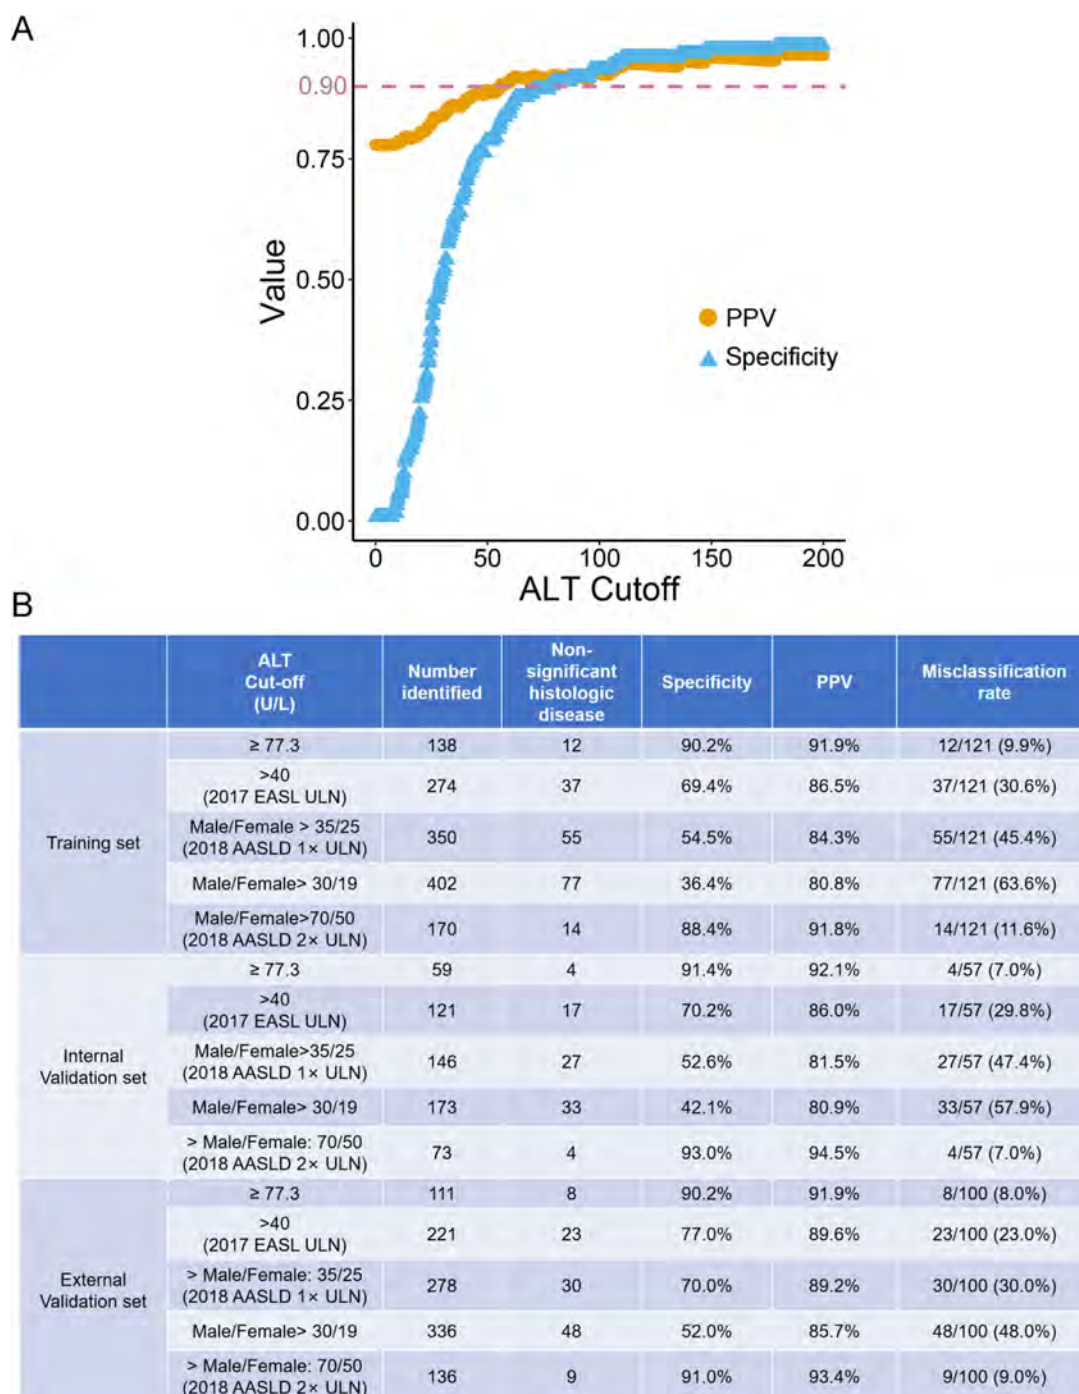 A
1.00
0.90
0.75
0.50
0.25
0.00
Value
PPV
Specificity
0 50 100 150 200
ALT Cutoff
B
ALT Cut-off (U/L) Number identified Non-significant histologic disease Specificity PPV Misclassification rate
Training set
≥ 77.3 138 12 90.2% 91.9% 12/121 (9.9%)
>40 (2017 EASL ULN) 274 37 69.4% 86.5% 37/121 (30.6%)
Male/Female > 35/25 (2018 AASLD 1× ULN) 350 55 54.5% 84.3% 55/121 (45.4%)
Male/Female> 30/19 402 77 36.4% 80.8% 77/121 (63.6%)
Male/Female>70/50 (2018 AASLD 2× ULN) 170 14 88.4% 91.8% 14/121 (11.6%)
Internal Validation set
≥ 77.3 59 4 91.4% 92.1% 4/57 (7.0%)
>40 (2017 EASL ULN) 121 17 70.2% 86.0% 17/57 (29.8%)
Male/Female>35/25 (2018 AASLD 1× ULN) 146 27 52.6% 81.5% 27/57 (47.4%)
Male/Female> 30/19 173 33 42.1% 80.9% 33/57 (57.9%)
> Male/Female: 70/50 (2018 AASLD 2× ULN) 73 4 93.0% 94.5% 4/57 (7.0%)
External Validation set
≥ 77.3 111 8 90.2% 91.9% 8/100 (8.0%)
>40 (2017 EASL ULN) 221 23 77.0% 89.6% 23/100 (23.0%)
> Male/Female: 35/25 (2018 AASLD 1× ULN) 278 30 70.0% 89.2% 30/100 (30.0%)
Male/Female> 30/19 336 48 52.0% 85.7% 48/100 (48.0%)
> Male/Female: 70/50 (2018 AASLD 2× ULN) 136 9 91.0% 93.4% 9/100 (9.0%)